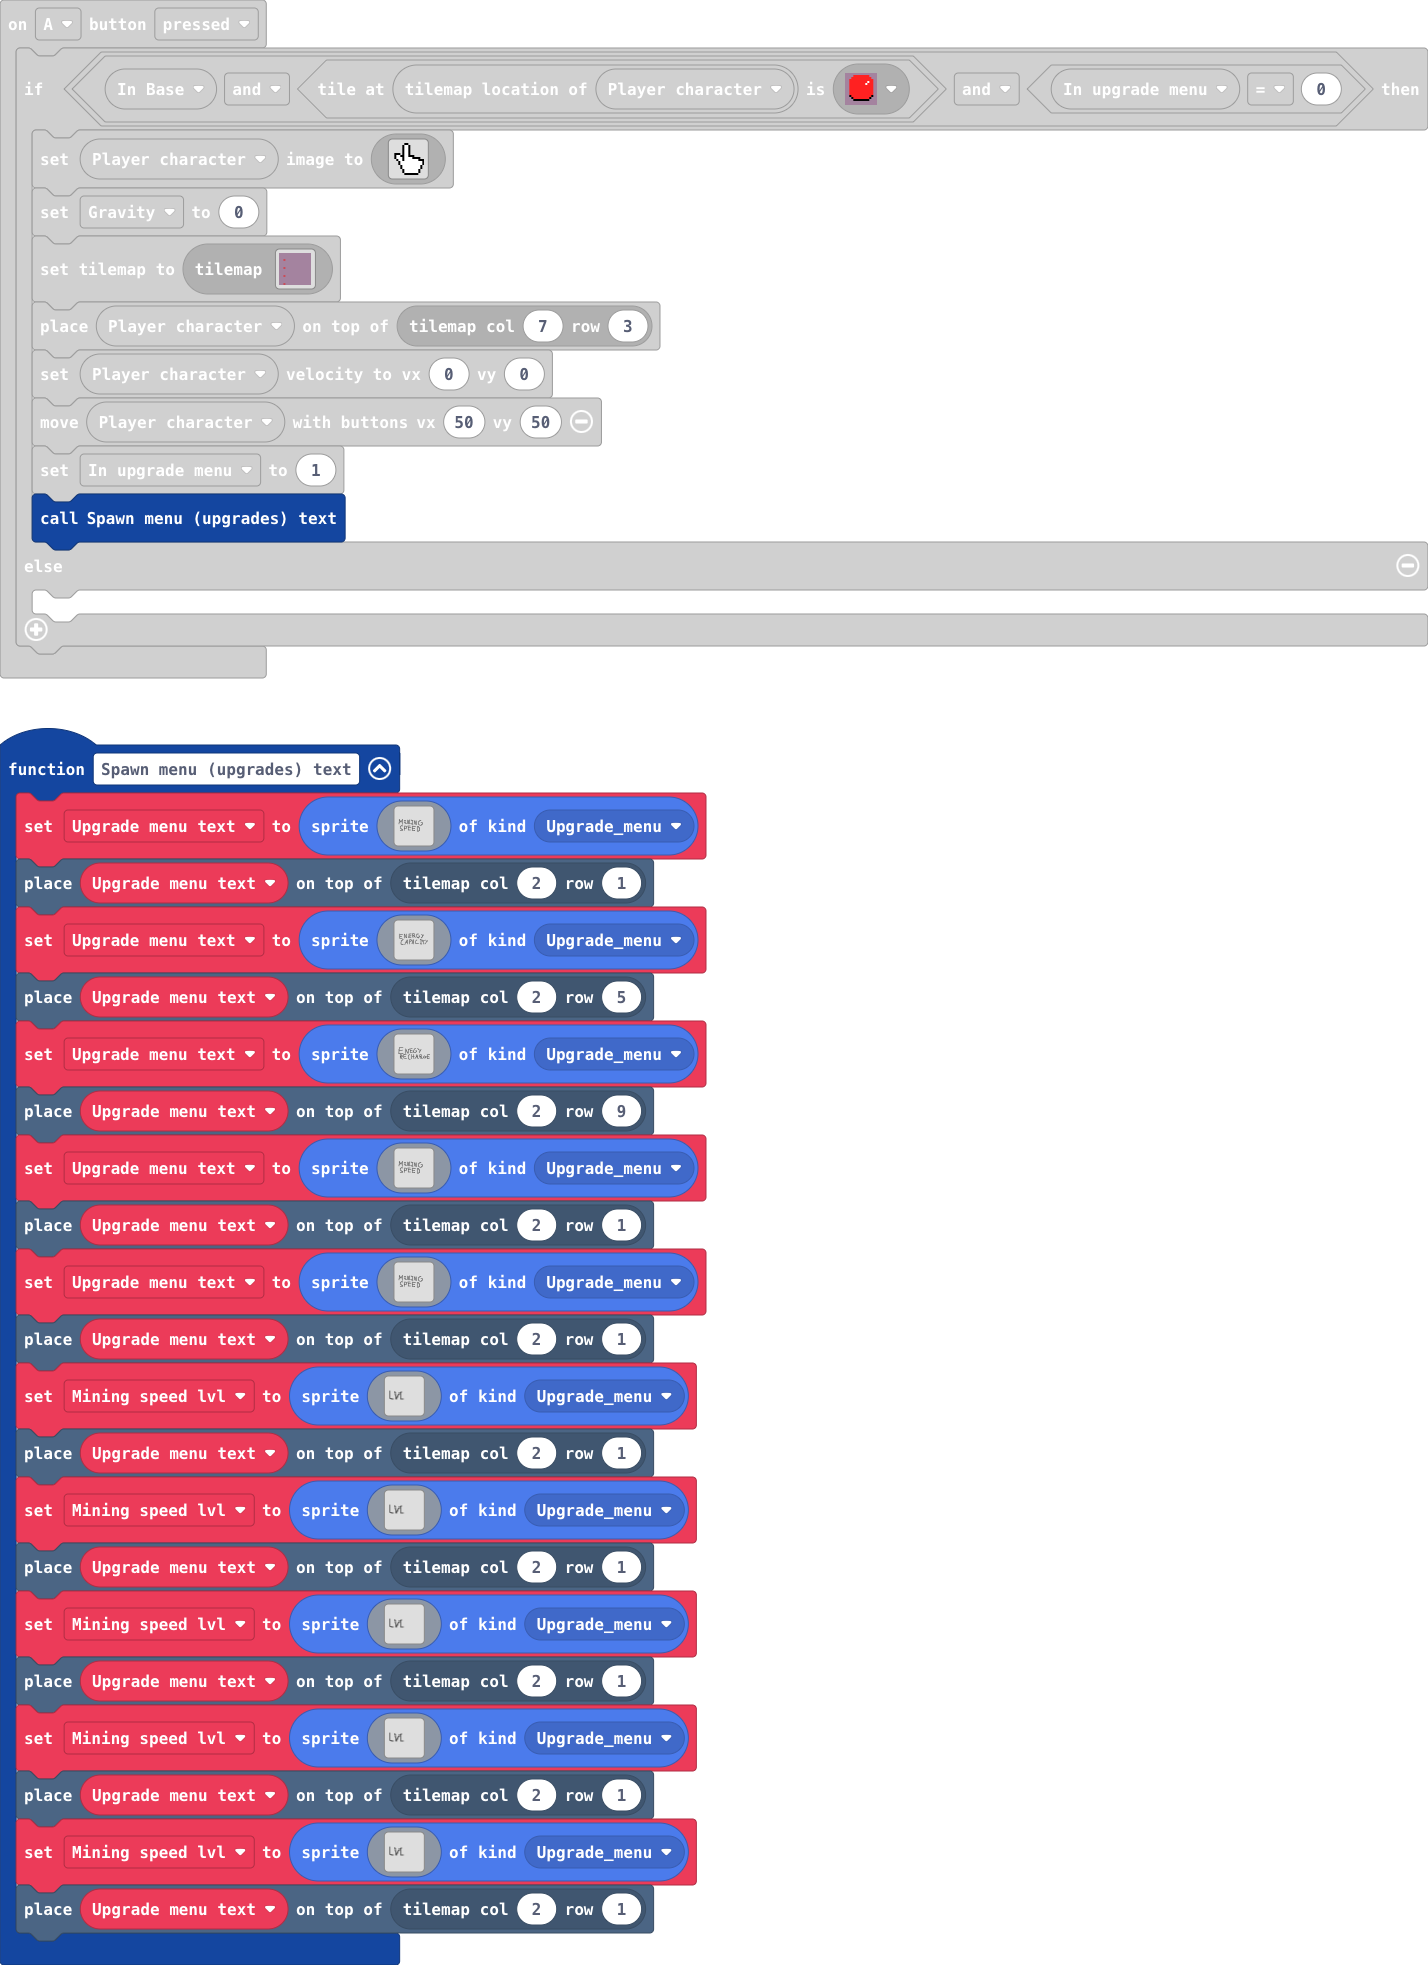 on A button pressed
if In Base and tile at tilemap location of Player character is and In upgrade menu = 0 then
set Player character image to
set Gravity to 0
set tilemap to tilemap
place Player character on top of tilemap col 7 row 3
set Player character velocity to vx 0 vy 0
move Player character with buttons vx 50 vy 50
set In upgrade menu to 1
call Spawn menu (upgrades) text
else
function Spawn menu (upgrades) text
set Upgrade menu text to sprite MINING SPEED of kind Upgrade_menu
place Upgrade menu text on top of tilemap col 2 row 1
set Upgrade menu text to sprite ENERGY CAPACITY of kind Upgrade_menu
place Upgrade menu text on top of tilemap col 2 row 5
set Upgrade menu text to sprite ENEGY RECHARGE of kind Upgrade_menu
place Upgrade menu text on top of tilemap col 2 row 9
set Upgrade menu text to sprite MINING SPEED of kind Upgrade_menu
place Upgrade menu text on top of tilemap col 2 row 1
set Upgrade menu text to sprite MINING SPEED of kind Upgrade_menu
place Upgrade menu text on top of tilemap col 2 row 1
set Mining speed lvl to sprite LVL of kind Upgrade_menu
place Upgrade menu text on top of tilemap col 2 row 1
set Mining speed lvl to sprite LVL of kind Upgrade_menu
place Upgrade menu text on top of tilemap col 2 row 1
set Mining speed lvl to sprite LVL of kind Upgrade_menu
place Upgrade menu text on top of tilemap col 2 row 1
set Mining speed lvl to sprite LVL of kind Upgrade_menu
place Upgrade menu text on top of tilemap col 2 row 1
set Mining speed lvl to sprite LVL of kind Upgrade_menu
place Upgrade menu text on top of tilemap col 2 row 1